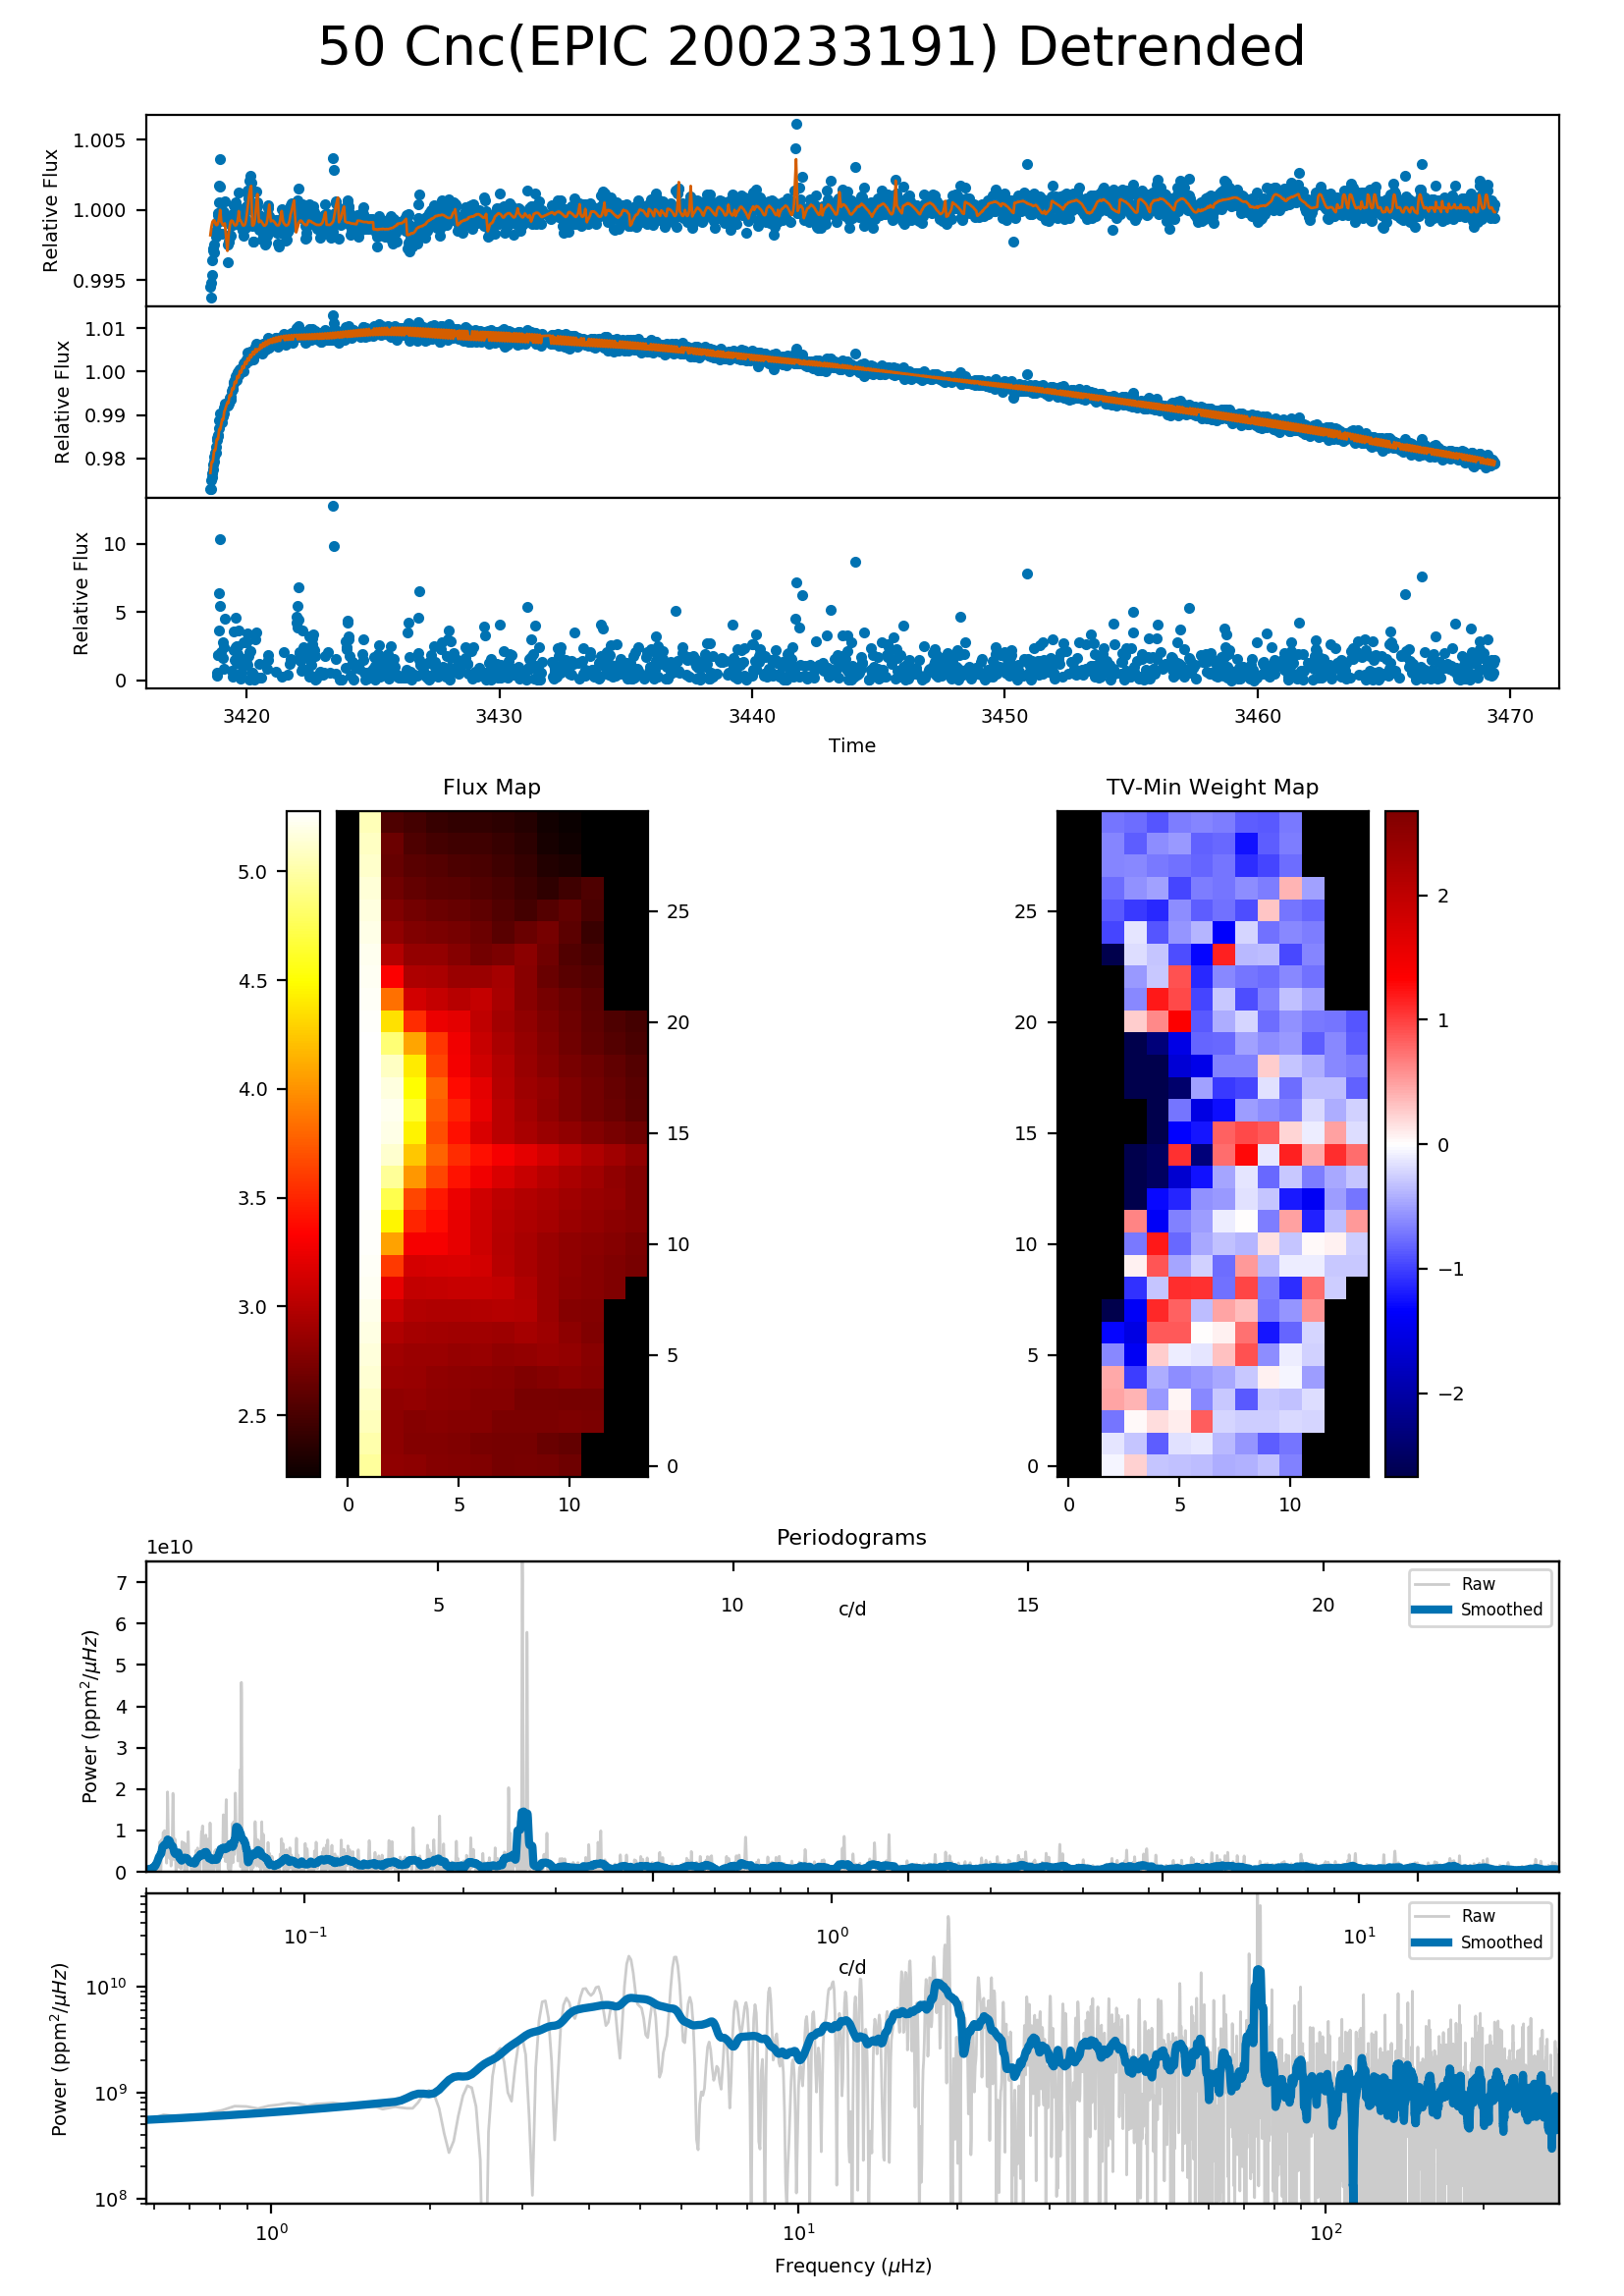 50 Cnc(EPIC 200233191) Detrended
1.005
1.000
0.995
Relative Flux
1.01
1.00
0.99
0.98
Relative Flux
10
5
0
Relative Flux
3420 3430 3440 3450 3460 3470
Time
Flux Map
TV-Min Weight Map
5.0
4.5
4.0
3.5
3.0
2.5
25
20
15
10
5
0
0 5 10
25
20
15
10
5
0
0 5 10
2
1
0
−1
−2
Periodograms
1e10
7
6
5
4
3
2
1
0
Power (ppm²/μHz)
5 10 15 20
c/d
Raw
Smoothed
10⁻¹ 10⁰ 10¹
c/d
Raw
Smoothed
10¹⁰
10⁹
10⁸
Power (ppm²/μHz)
10⁰ 10¹ 10²
Frequency (μHz)